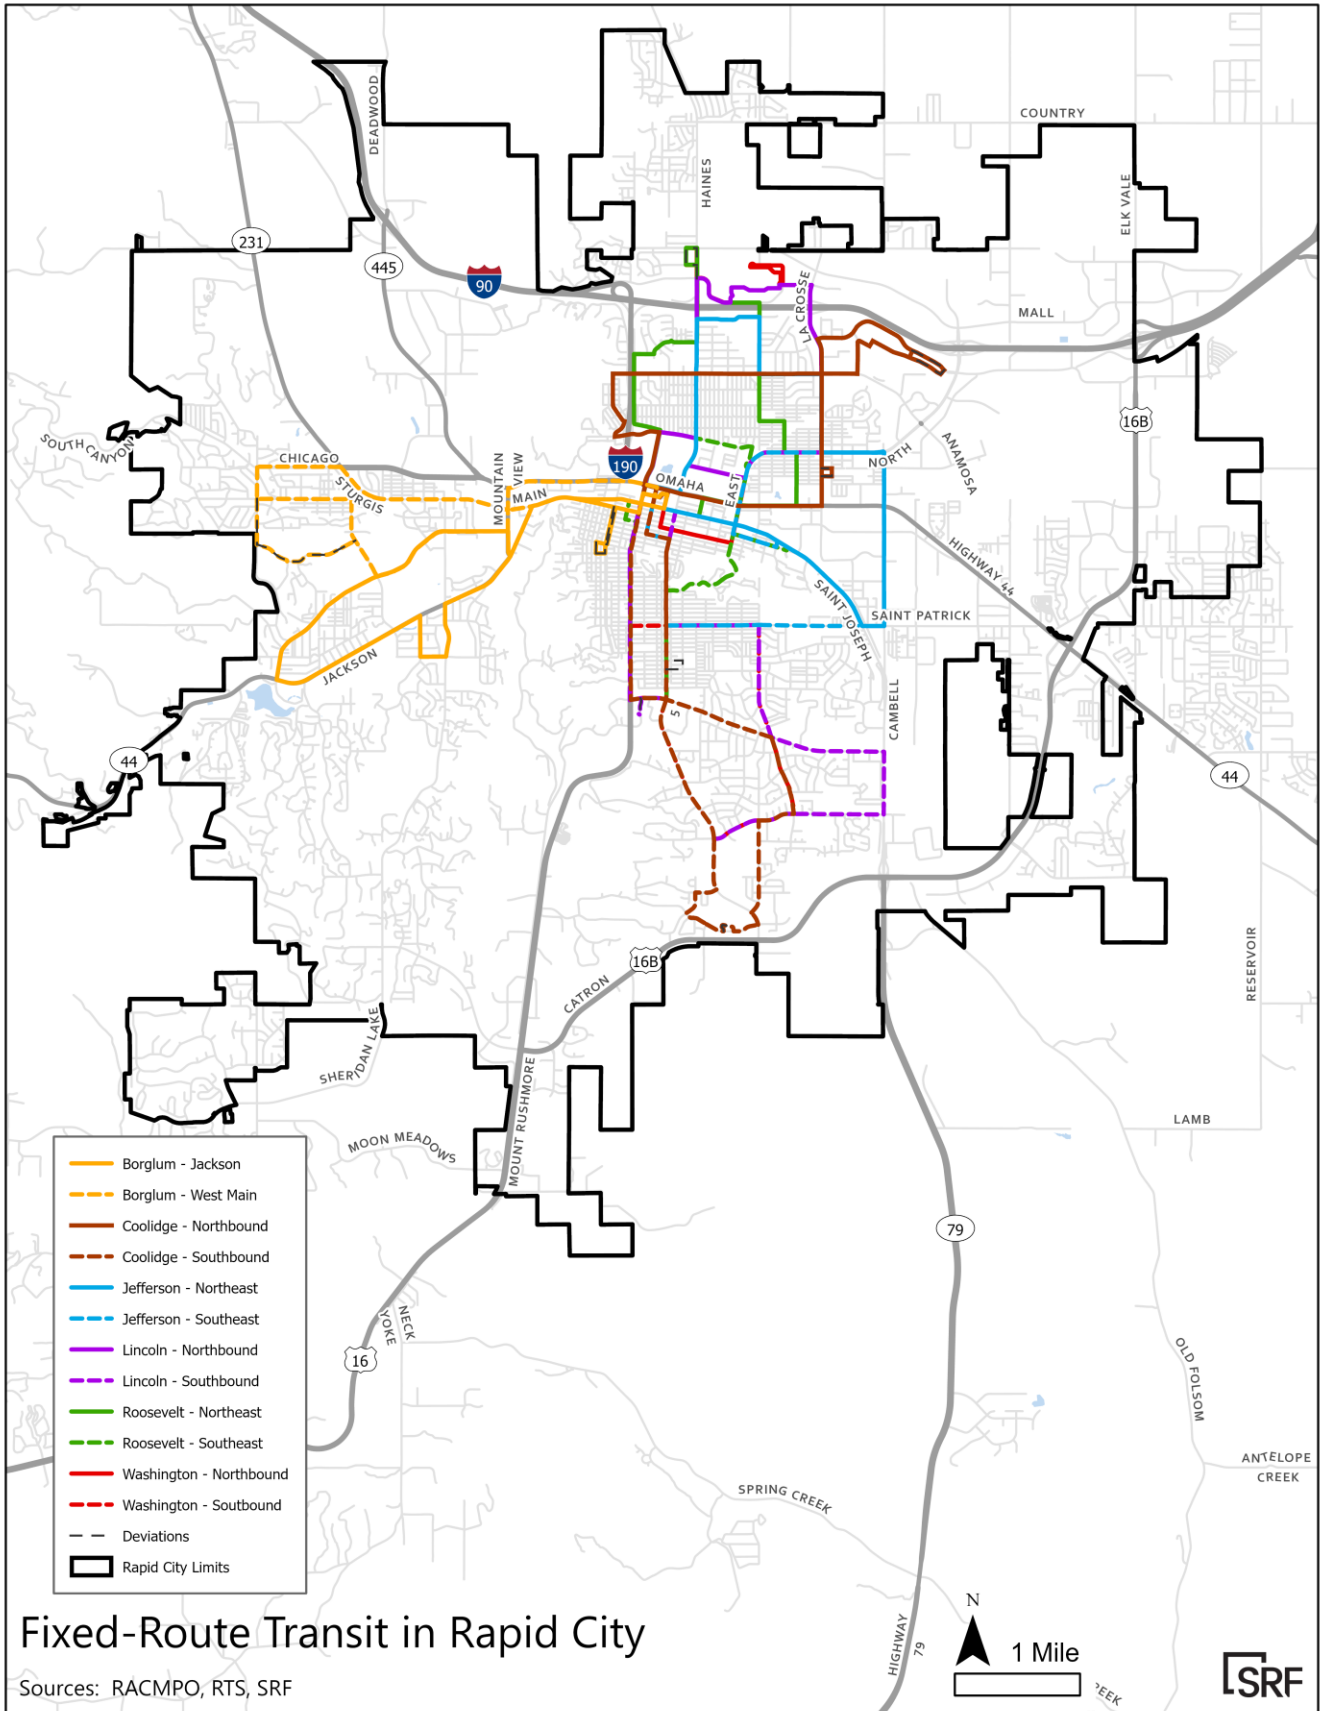 COUNTRY
DEADWOOD
HAINES
ELK VALE
231
445
90
LA CROSSE
MALL
16B
SOUTH CANYON
CHICAGO
STURGIS
MOUNTAIN
VIEW
MAIN
190
OMAHA
EAST
NORTH
ANAMOSA
HIGHWAY 44
SAINT JOSEPH
SAINT PATRICK
JACKSON
5
CAMBELL
44
44
RESERVOIR
16B
CATRON
SHERIDAN LAKE
MOUNT RUSHMORE
MOON MEADOWS
LAMB
79
NECK
YOKE
16
OLD FOLSOM
ANTELOPE
CREEK
SPRING CREEK
HIGHWAY
79
Borglum - Jackson
Borglum - West Main
Coolidge - Northbound
Coolidge - Southbound
Jefferson - Northeast
Jefferson - Southeast
Lincoln - Northbound
Lincoln - Southbound
Roosevelt - Northeast
Roosevelt - Southeast
Washington - Northbound
Washington - Soutbound
Deviations
Rapid City Limits
Fixed-Route Transit in Rapid City
Sources: RACMPO, RTS, SRF
N
1 Mile
SRF